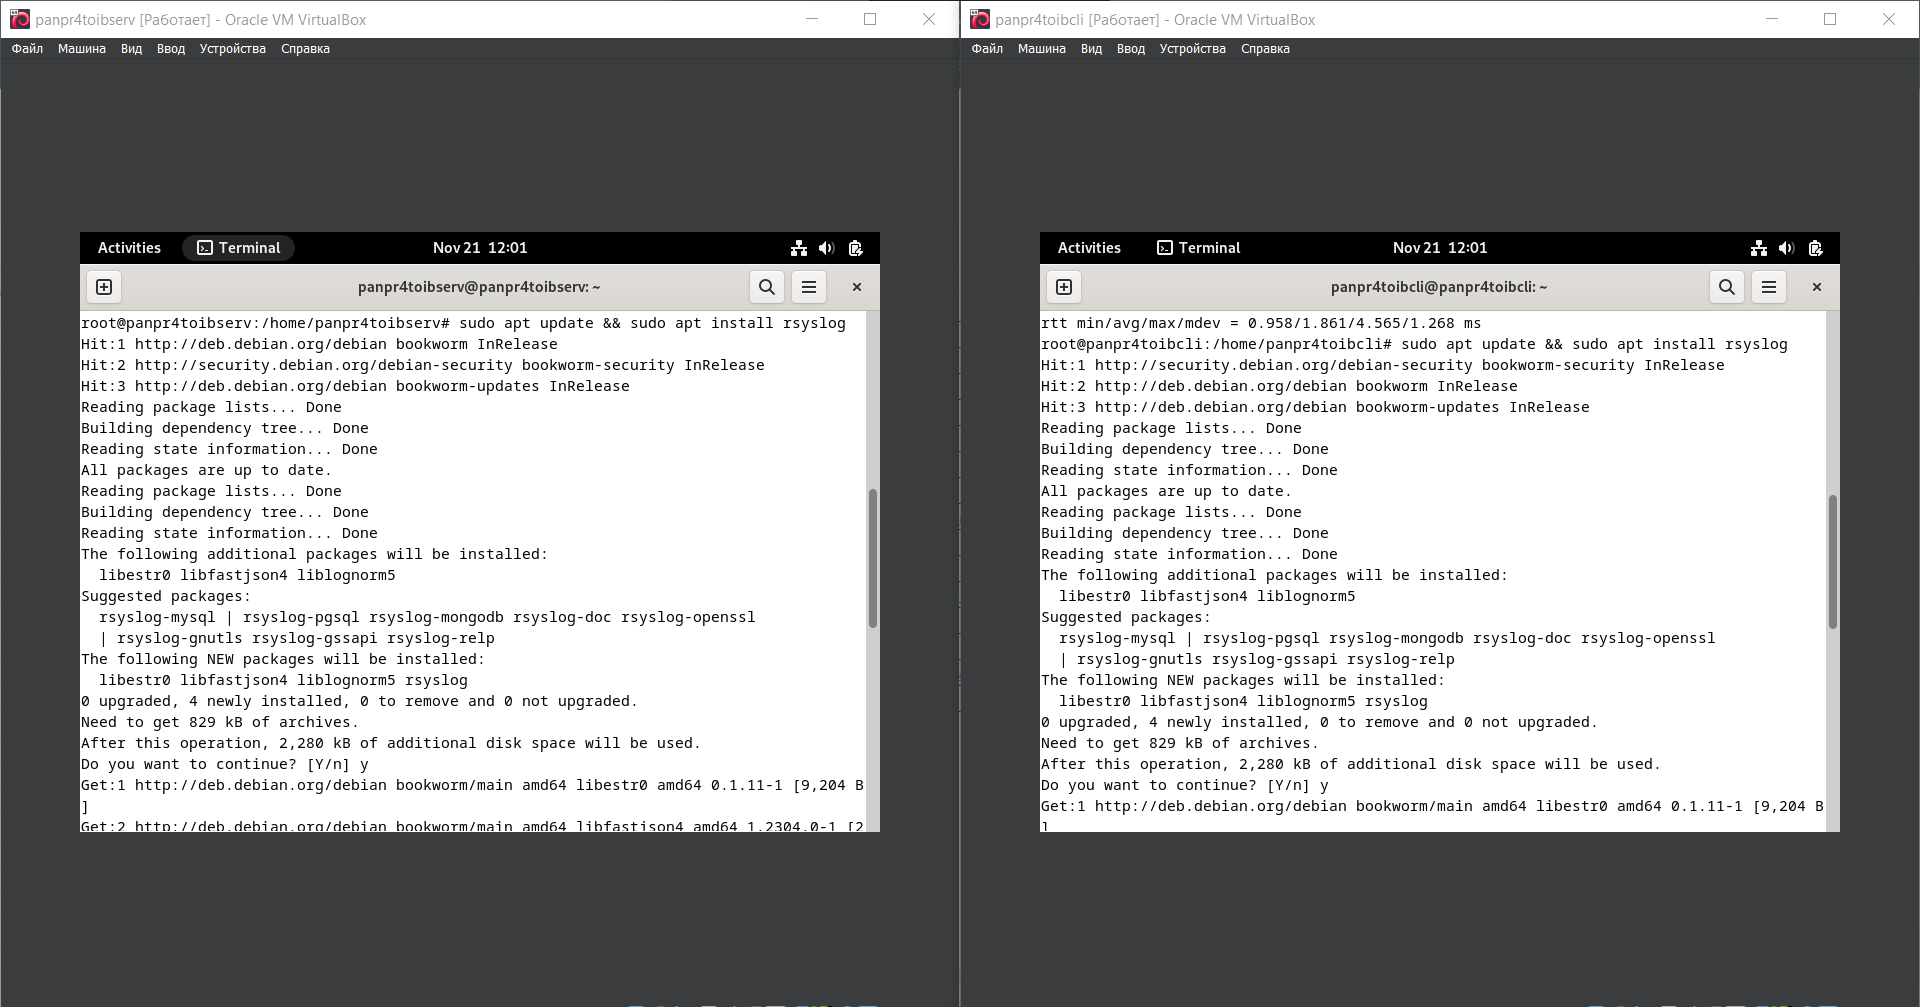 panpr4toibserv [Работает] - Oracle VM VirtualBox
Файл Машина Вид Ввод Устройства Справка
Activities Terminal Nov 21 12:01
panpr4toibserv@panpr4toibserv: ~
root@panpr4toibserv:/home/panpr4toibserv# sudo apt update && sudo apt install rsyslog
Hit:1 http://deb.debian.org/debian bookworm InRelease
Hit:2 http://security.debian.org/debian-security bookworm-security InRelease
Hit:3 http://deb.debian.org/debian bookworm-updates InRelease
Reading package lists... Done
Building dependency tree... Done
Reading state information... Done
All packages are up to date.
Reading package lists... Done
Building dependency tree... Done
Reading state information... Done
The following additional packages will be installed:
  libestr0 libfastjson4 liblognorm5
Suggested packages:
  rsyslog-mysql | rsyslog-pgsql rsyslog-mongodb rsyslog-doc rsyslog-openssl
  | rsyslog-gnutls rsyslog-gssapi rsyslog-relp
The following NEW packages will be installed:
  libestr0 libfastjson4 liblognorm5 rsyslog
0 upgraded, 4 newly installed, 0 to remove and 0 not upgraded.
Need to get 829 kB of archives.
After this operation, 2,280 kB of additional disk space will be used.
Do you want to continue? [Y/n] y
Get:1 http://deb.debian.org/debian bookworm/main amd64 libestr0 amd64 0.1.11-1 [9,204 B
]
Get:2 http://deb.debian.org/debian bookworm/main amd64 libfastjson4 amd64 1.2304.0-1 [2
panpr4toibcli [Работает] - Oracle VM VirtualBox
Файл Машина Вид Ввод Устройства Справка
Activities Terminal Nov 21 12:01
panpr4toibcli@panpr4toibcli: ~
rtt min/avg/max/mdev = 0.958/1.861/4.565/1.268 ms
root@panpr4toibcli:/home/panpr4toibcli# sudo apt update && sudo apt install rsyslog
Hit:1 http://security.debian.org/debian-security bookworm-security InRelease
Hit:2 http://deb.debian.org/debian bookworm InRelease
Hit:3 http://deb.debian.org/debian bookworm-updates InRelease
Reading package lists... Done
Building dependency tree... Done
Reading state information... Done
All packages are up to date.
Reading package lists... Done
Building dependency tree... Done
Reading state information... Done
The following additional packages will be installed:
  libestr0 libfastjson4 liblognorm5
Suggested packages:
  rsyslog-mysql | rsyslog-pgsql rsyslog-mongodb rsyslog-doc rsyslog-openssl
  | rsyslog-gnutls rsyslog-gssapi rsyslog-relp
The following NEW packages will be installed:
  libestr0 libfastjson4 liblognorm5 rsyslog
0 upgraded, 4 newly installed, 0 to remove and 0 not upgraded.
Need to get 829 kB of archives.
After this operation, 2,280 kB of additional disk space will be used.
Do you want to continue? [Y/n] y
Get:1 http://deb.debian.org/debian bookworm/main amd64 libestr0 amd64 0.1.11-1 [9,204 B
]